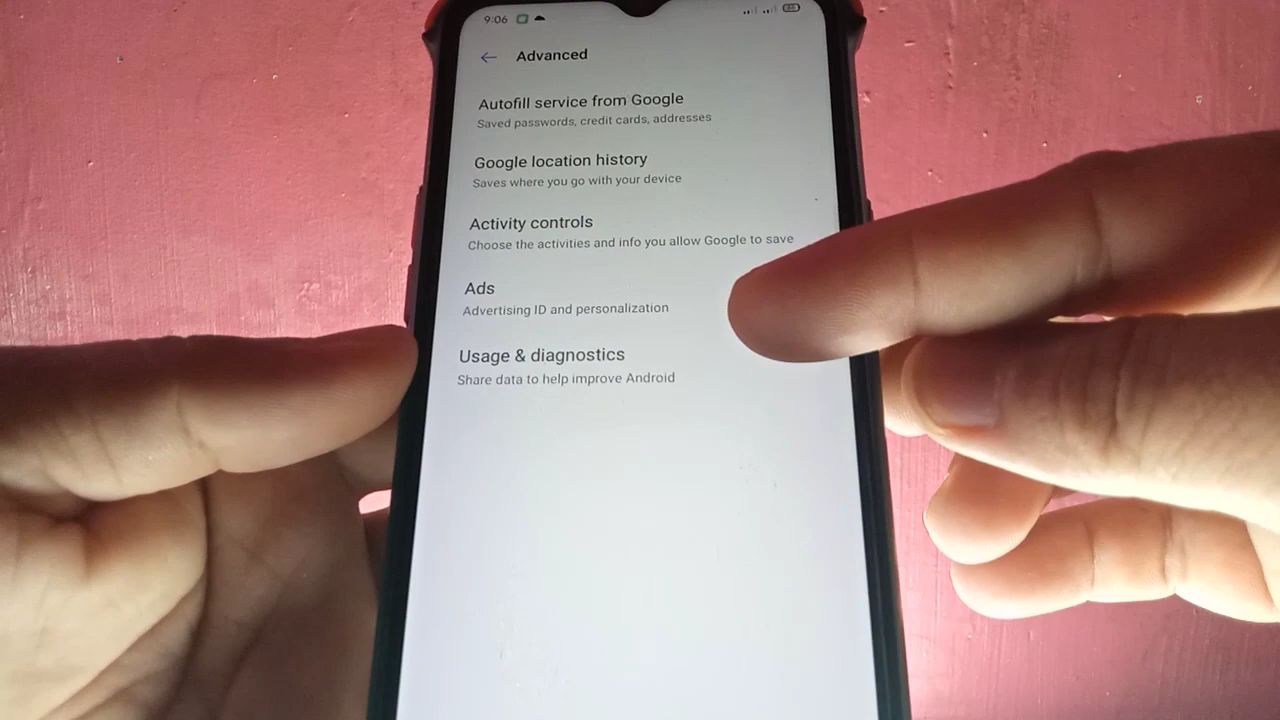 9:06
Advanced
Autofill service from Google
Saved passwords, credit cards, addresses
Google location history
Saves where you go with your device
Activity controls
Choose the activities and info you allow Google to save
Ads
Advertising ID and personalization
Usage & diagnostics
Share data to help improve Android